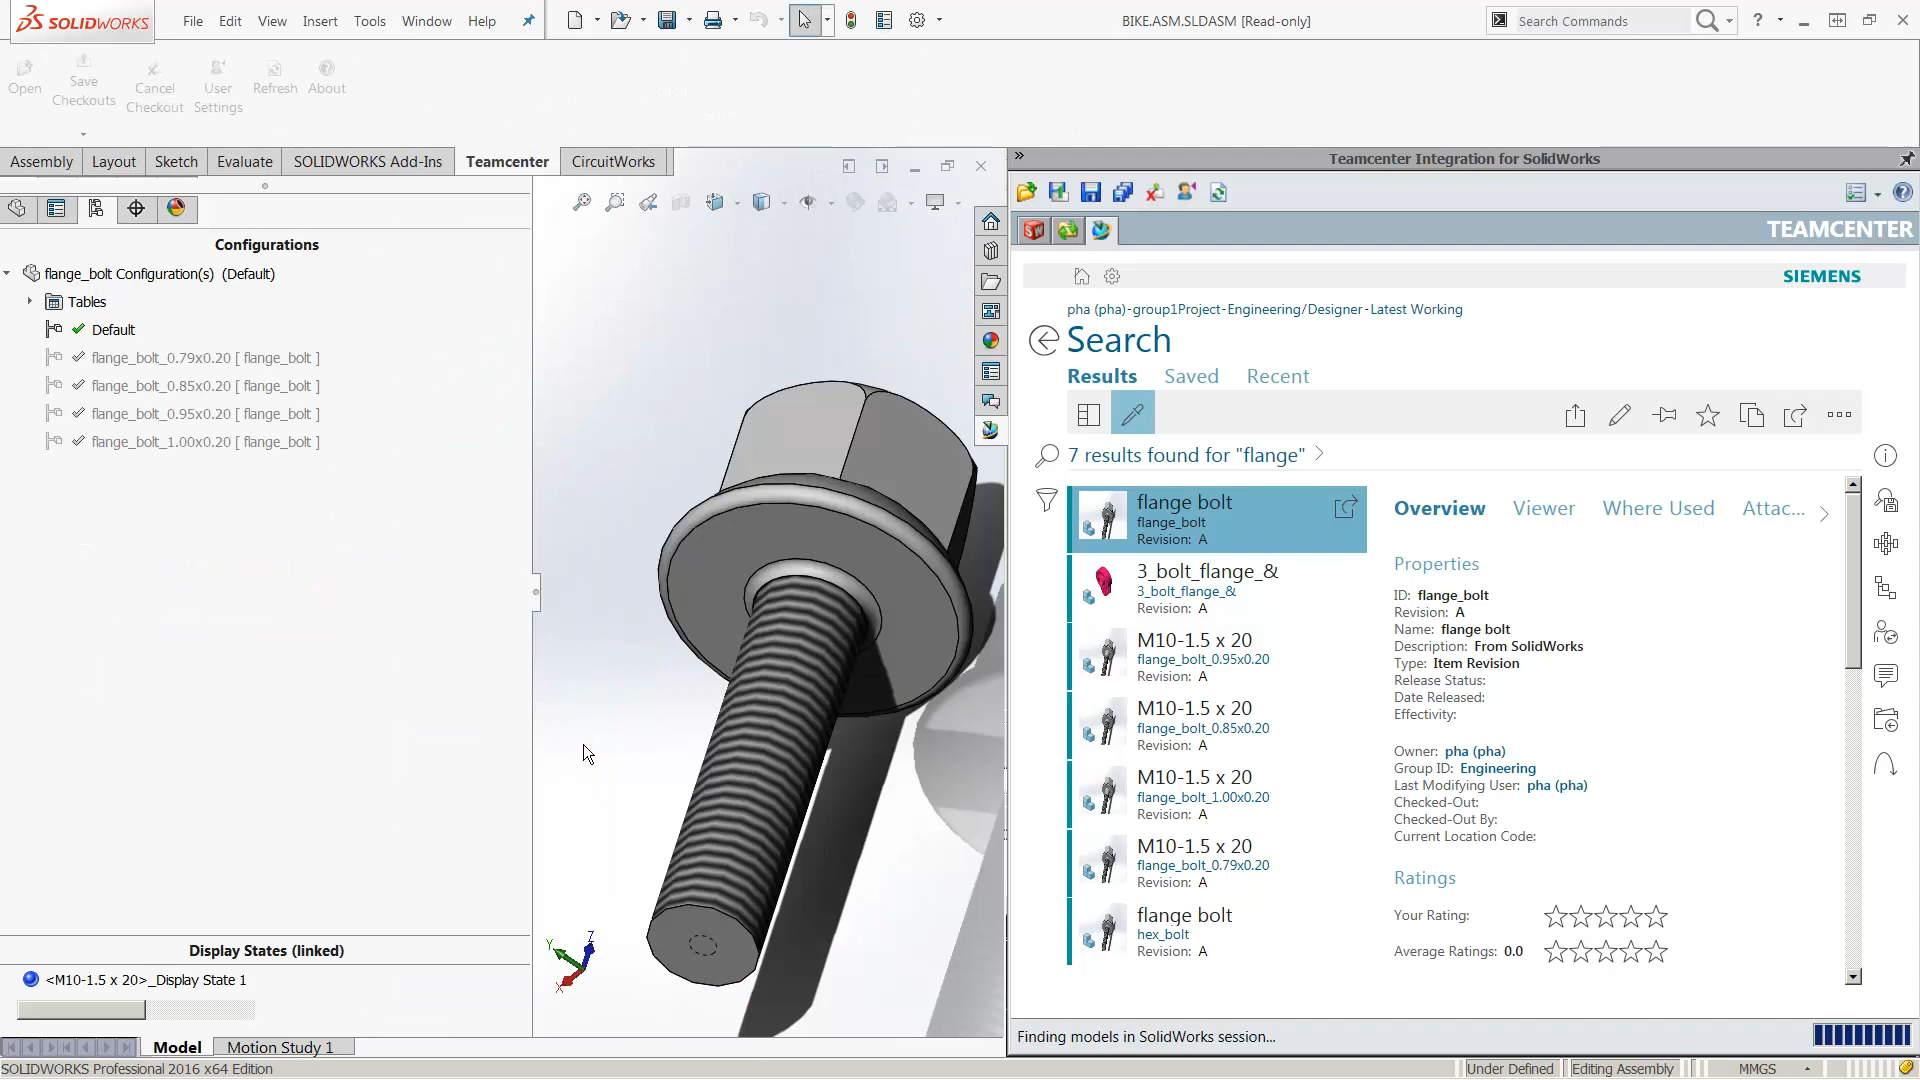 SOLIDWORKS
File Edit View Insert Tools Window Help
BIKE.ASM.SLDASM [Read-only]
Search Commands
?
Open
Save
Checkouts
Cancel
Checkout
User
Settings
Refresh
About
Assembly Layout Sketch Evaluate SOLIDWORKS Add-Ins Teamcenter CircuitWorks
Configurations
flange_bolt Configuration(s) (Default)
Tables
Default
flange_bolt_0.79x0.20 [ flange_bolt ]
flange_bolt_0.85x0.20 [ flange_bolt ]
flange_bolt_0.95x0.20 [ flange_bolt ]
flange_bolt_1.00x0.20 [ flange_bolt ]
Display States (linked)
<M10-1.5 x 20>_Display State 1
Model Motion Study 1
SOLIDWORKS Professional 2016 x64 Edition
Y
Z
X
» Teamcenter Integration for SolidWorks
?
SW
TEAMCENTER
SIEMENS
pha (pha)-group1Project-Engineering/Designer-Latest Working
Search
Results Saved Recent
7 results found for "flange"
flange bolt
flange_bolt
Revision: A
3_bolt_flange_&
3_bolt_flange_&
Revision: A
M10-1.5 x 20
flange_bolt_0.95x0.20
Revision: A
M10-1.5 x 20
flange_bolt_0.85x0.20
Revision: A
M10-1.5 x 20
flange_bolt_1.00x0.20
Revision: A
M10-1.5 x 20
flange_bolt_0.79x0.20
Revision: A
flange bolt
hex_bolt
Revision: A
Overview Viewer Where Used Attac...
Properties
ID: flange_bolt
Revision: A
Name: flange bolt
Description: From SolidWorks
Type: Item Revision
Release Status:
Date Released:
Effectivity:
Owner: pha (pha)
Group ID: Engineering
Last Modifying User: pha (pha)
Checked-Out:
Checked-Out By:
Current Location Code:
Ratings
Your Rating:
Average Ratings: 0.0
Finding models in SolidWorks session...
Under Defined Editing Assembly MMGS